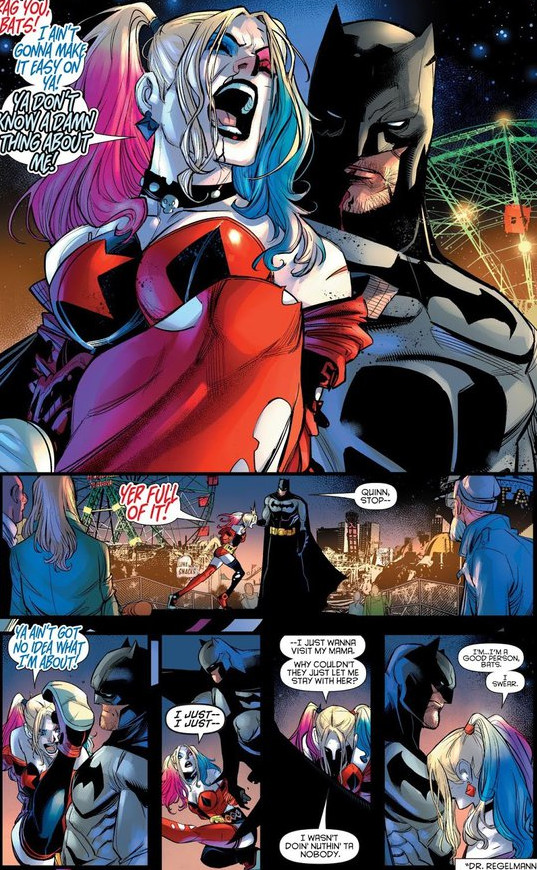 RAG YOU,
BATS!
I AIN'T
GONNA MAKE
IT EASY ON
YA!
YA DON'T
KNOW A DAMN
THING ABOUT
ME!
YER FULL
OF IT!
QUINN,
STOP--
YA AIN'T GOT
NO IDEA WHAT
I'M ABOUT!
I JUST--
I JUST--
--I JUST WANNA
VISIT MY MAMA.
WHY COULDN'T
THEY JUST LET ME
STAY WITH HER?
I WASN'T
DOIN' NUTHIN' TA
NOBODY.
I'M...I'M A
GOOD PERSON,
BATS.
I
SWEAR.
*DR. REGELMANN